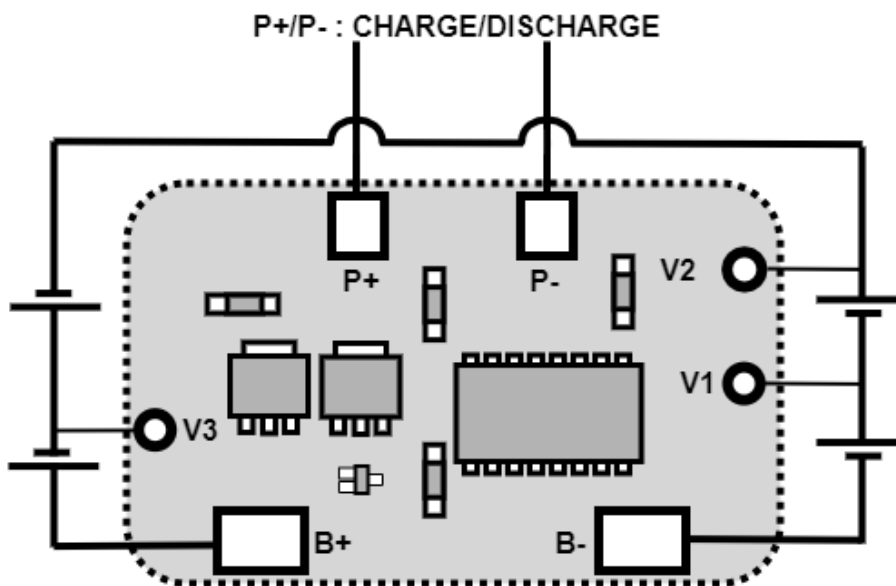 P+/P- : CHARGE/DISCHARGE
P+
P-
V2
V1
V3
B+
B-